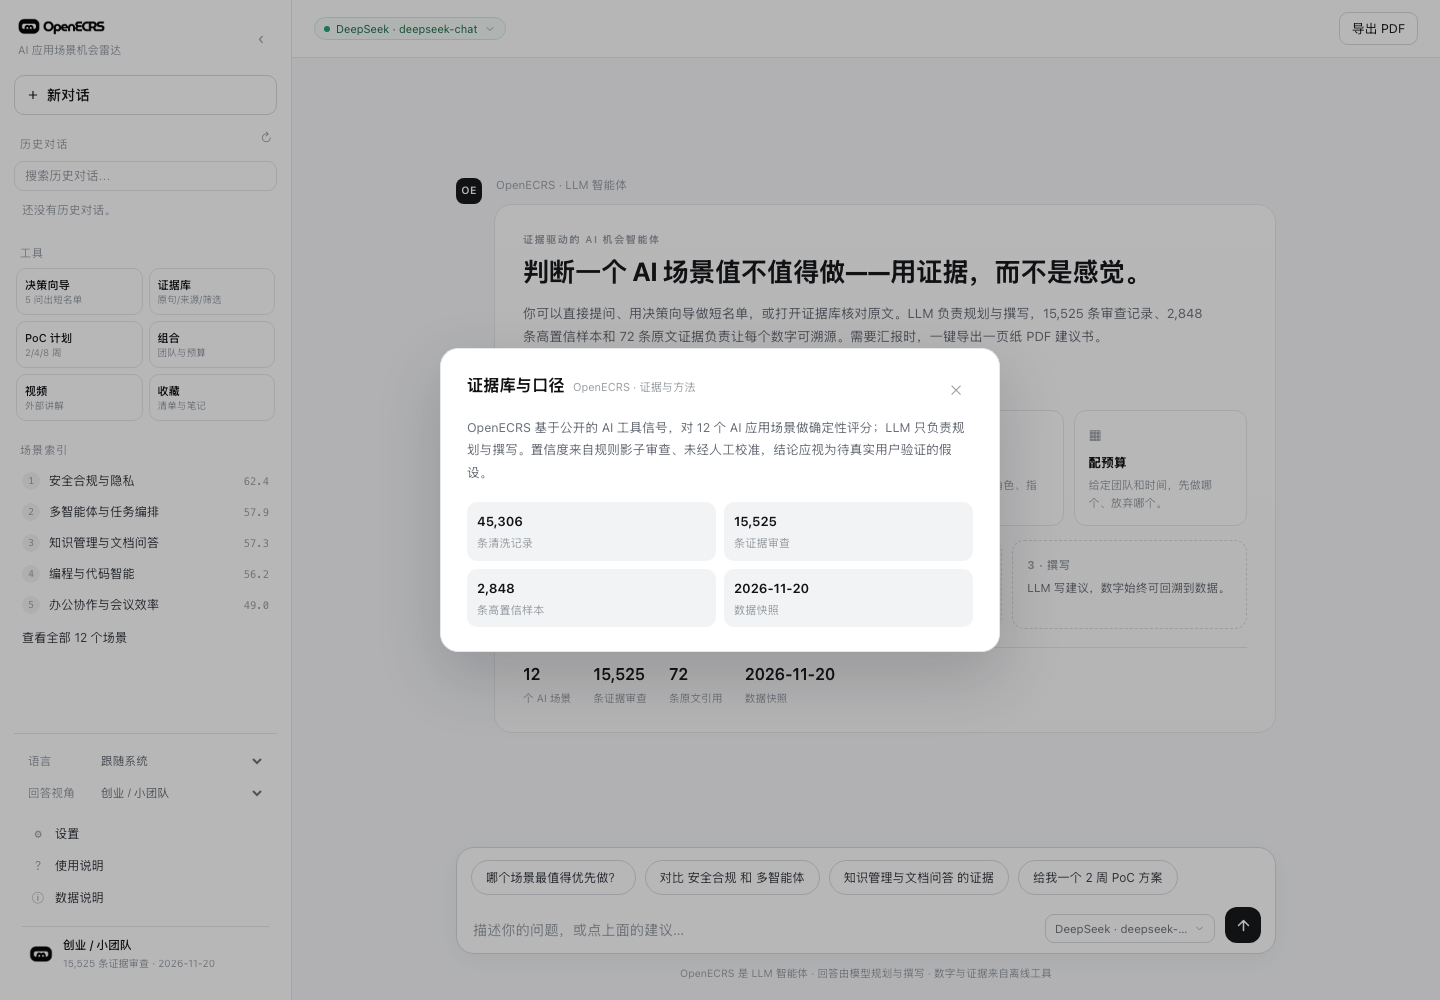 OpenECRS
AI 应用场景机会雷达
‹
+ 新对话
历史对话
搜索历史对话...
还没有历史对话。
工具
决策向导
5 问出短名单
证据库
原句/来源/筛选
PoC 计划
2/4/8 周
组合
团队与预算
视频
外部讲解
收藏
清单与笔记
场景索引
1 安全合规与隐私 62.4
2 多智能体与任务编排 57.9
3 知识管理与文档问答 57.3
4 编程与代码智能 56.2
5 办公协作与会议效率 49.0
查看全部 12 个场景
语言 跟随系统
回答视角 创业 / 小团队
设置
? 使用说明
ⓘ 数据说明
创业 / 小团队
15,525 条证据审查 · 2026-11-20
DeepSeek · deepseek-chat
导出 PDF
OE
OpenECRS · LLM 智能体
证据驱动的 AI 机会智能体
判断一个 AI 场景值不值得做——用证据，而不是感觉。
你可以直接提问、用决策向导做短名单，或打开证据库核对原文。LLM 负责规划与撰写，15,525 条审查记录、2,848
条高置信样本和 72 条原文证据负责让每个数字可溯源。需要汇报时，一键导出一页纸 PDF 建议书。
证据库与口径 OpenECRS · 证据与方法
×
OpenECRS 基于公开的 AI 工具信号，对 12 个 AI 应用场景做确定性评分；LLM 只负责规
划与撰写。置信度来自规则影子审查、未经人工校准，结论应视为待真实用户验证的假
设。
45,306
条清洗记录
15,525
条证据审查
2,848
条高置信样本
2026-11-20
数据快照
色、指
配预算
给定团队和时间，先做哪
个、放弃哪个。
3 · 撰写
LLM 写建议，数字始终可回溯到数据。
12
个 AI 场景
15,525
条证据审查
72
条原文引用
2026-11-20
数据快照
哪个场景最值得优先做？
对比 安全合规 和 多智能体
知识管理与文档问答 的证据
给我一个 2 周 PoC 方案
描述你的问题，或点上面的建议...
DeepSeek · deepseek-...
OpenECRS 是 LLM 智能体 · 回答由模型规划与撰写 · 数字与证据来自离线工具